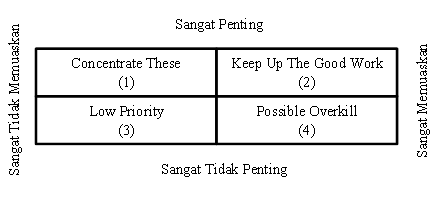 Sangat Penting
Sangat Tidak Memuaskan
Concentrate These
(1)
Keep Up The Good Work
(2)
Sangat Memuaskan
Low Priority
(3)
Possible Overkill
(4)
Sangat Tidak Penting